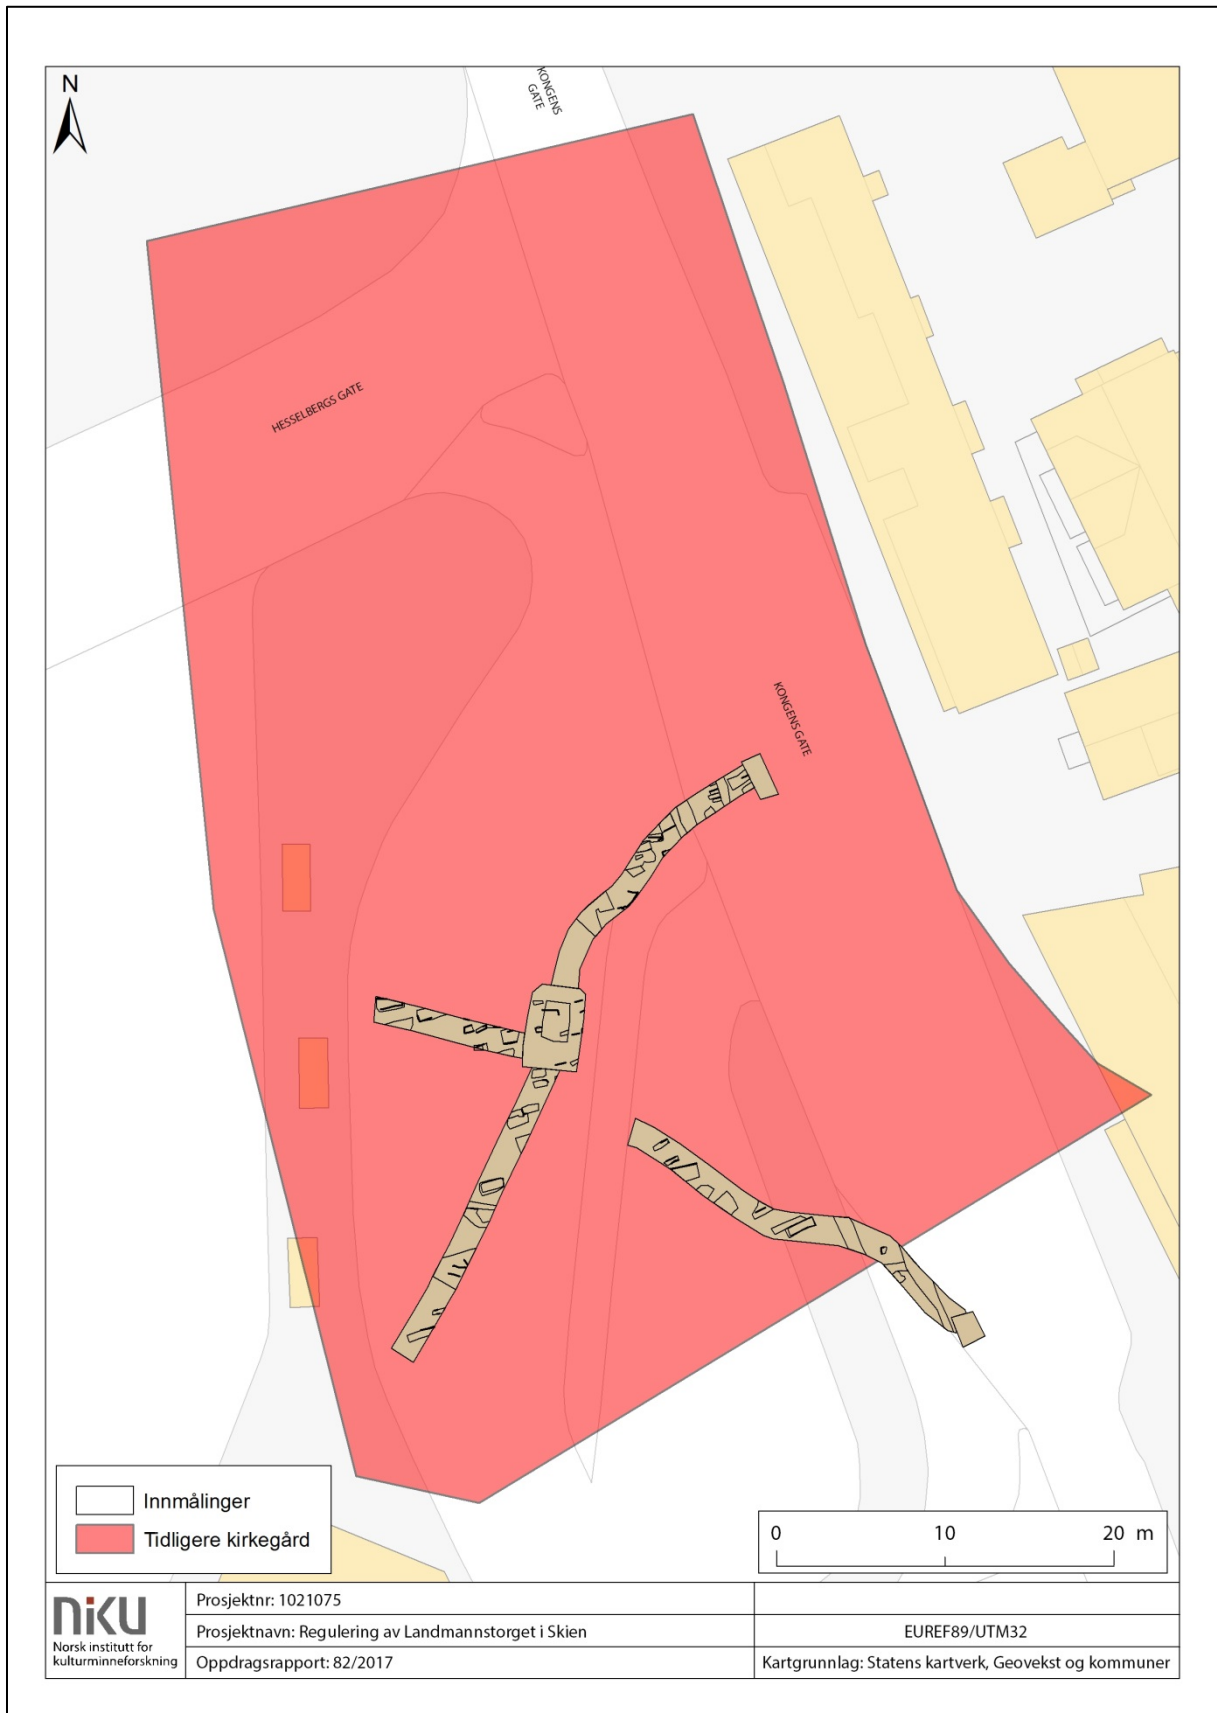 N
KONGENS
GATE
HESSELBERGS GATE
KONGENS GATE
Innmålinger
Tidligere kirkegård
0 10 20 m
niku
Norsk institutt for
kulturminneforskning
Prosjektnr: 1021075
Prosjektnavn: Regulering av Landmannstorget i Skien
EUREF89/UTM32
Oppdragsrapport: 82/2017
Kartgrunnlag: Statens kartverk, Geovekst og kommuner